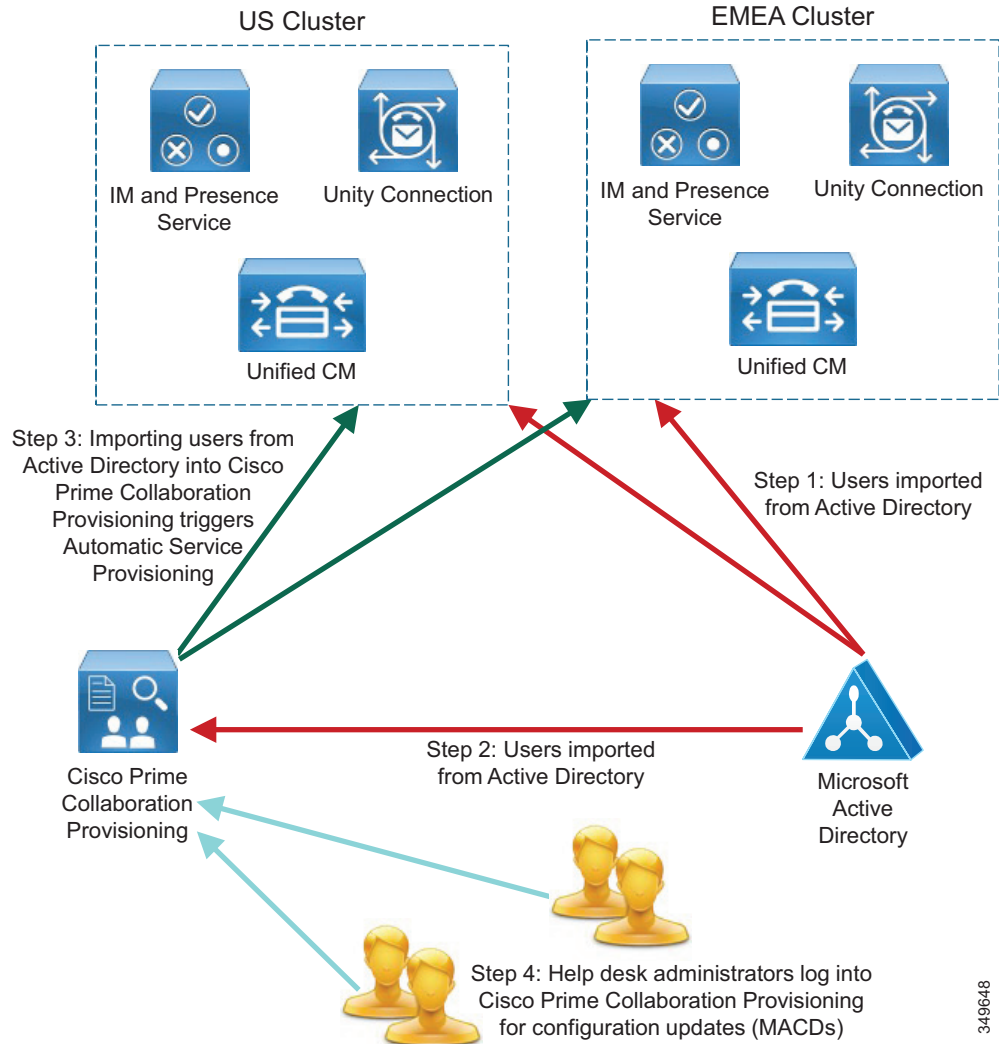 US Cluster
EMEA Cluster
IM and Presence
Service
Unity Connection
Unified CM
IM and Presence
Service
Unity Connection
Unified CM
Step 3: Importing users from
Active Directory into Cisco
Prime Collaboration
Provisioning triggers
Automatic Service
Provisioning
Step 1: Users imported
from Active Directory
Step 2: Users imported
from Active Directory
Cisco Prime
Collaboration
Provisioning
Microsoft
Active
Directory
Step 4: Help desk administrators log into
Cisco Prime Collaboration Provisioning
for configuration updates (MACDs)
349648